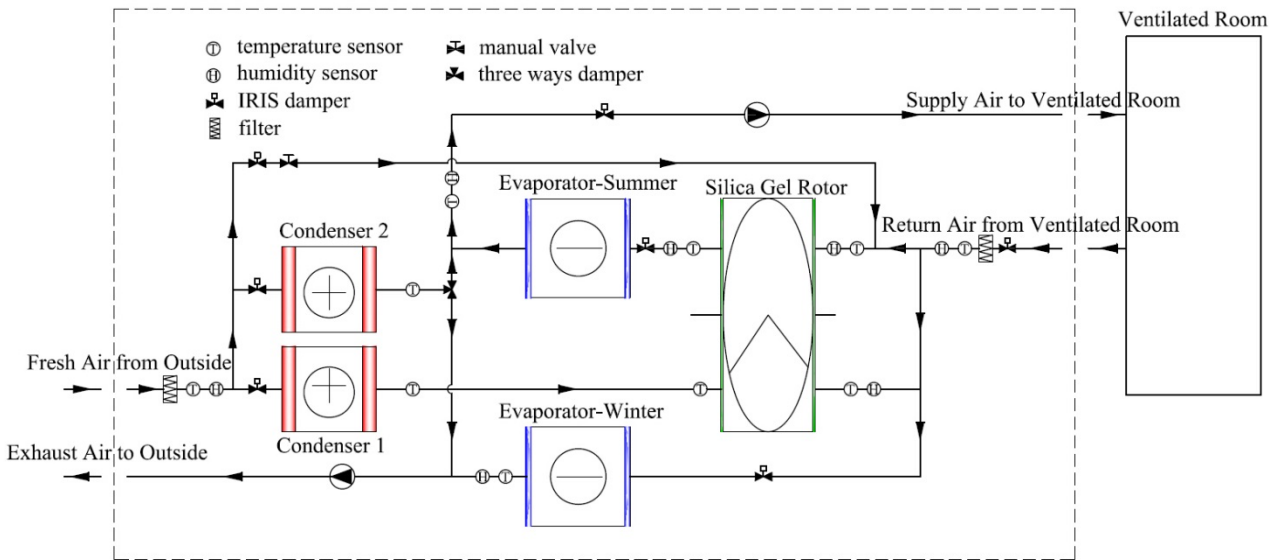 Ventilated Room
temperature sensor
manual valve
humidity sensor
three ways damper
IRIS damper
filter
Supply Air to Ventilated Room
Evaporator-Summer
Silica Gel Rotor
Return Air from Ventilated Room
Condenser 2
Fresh Air from Outside
Condenser 1
Evaporator-Winter
Exhaust Air to Outside